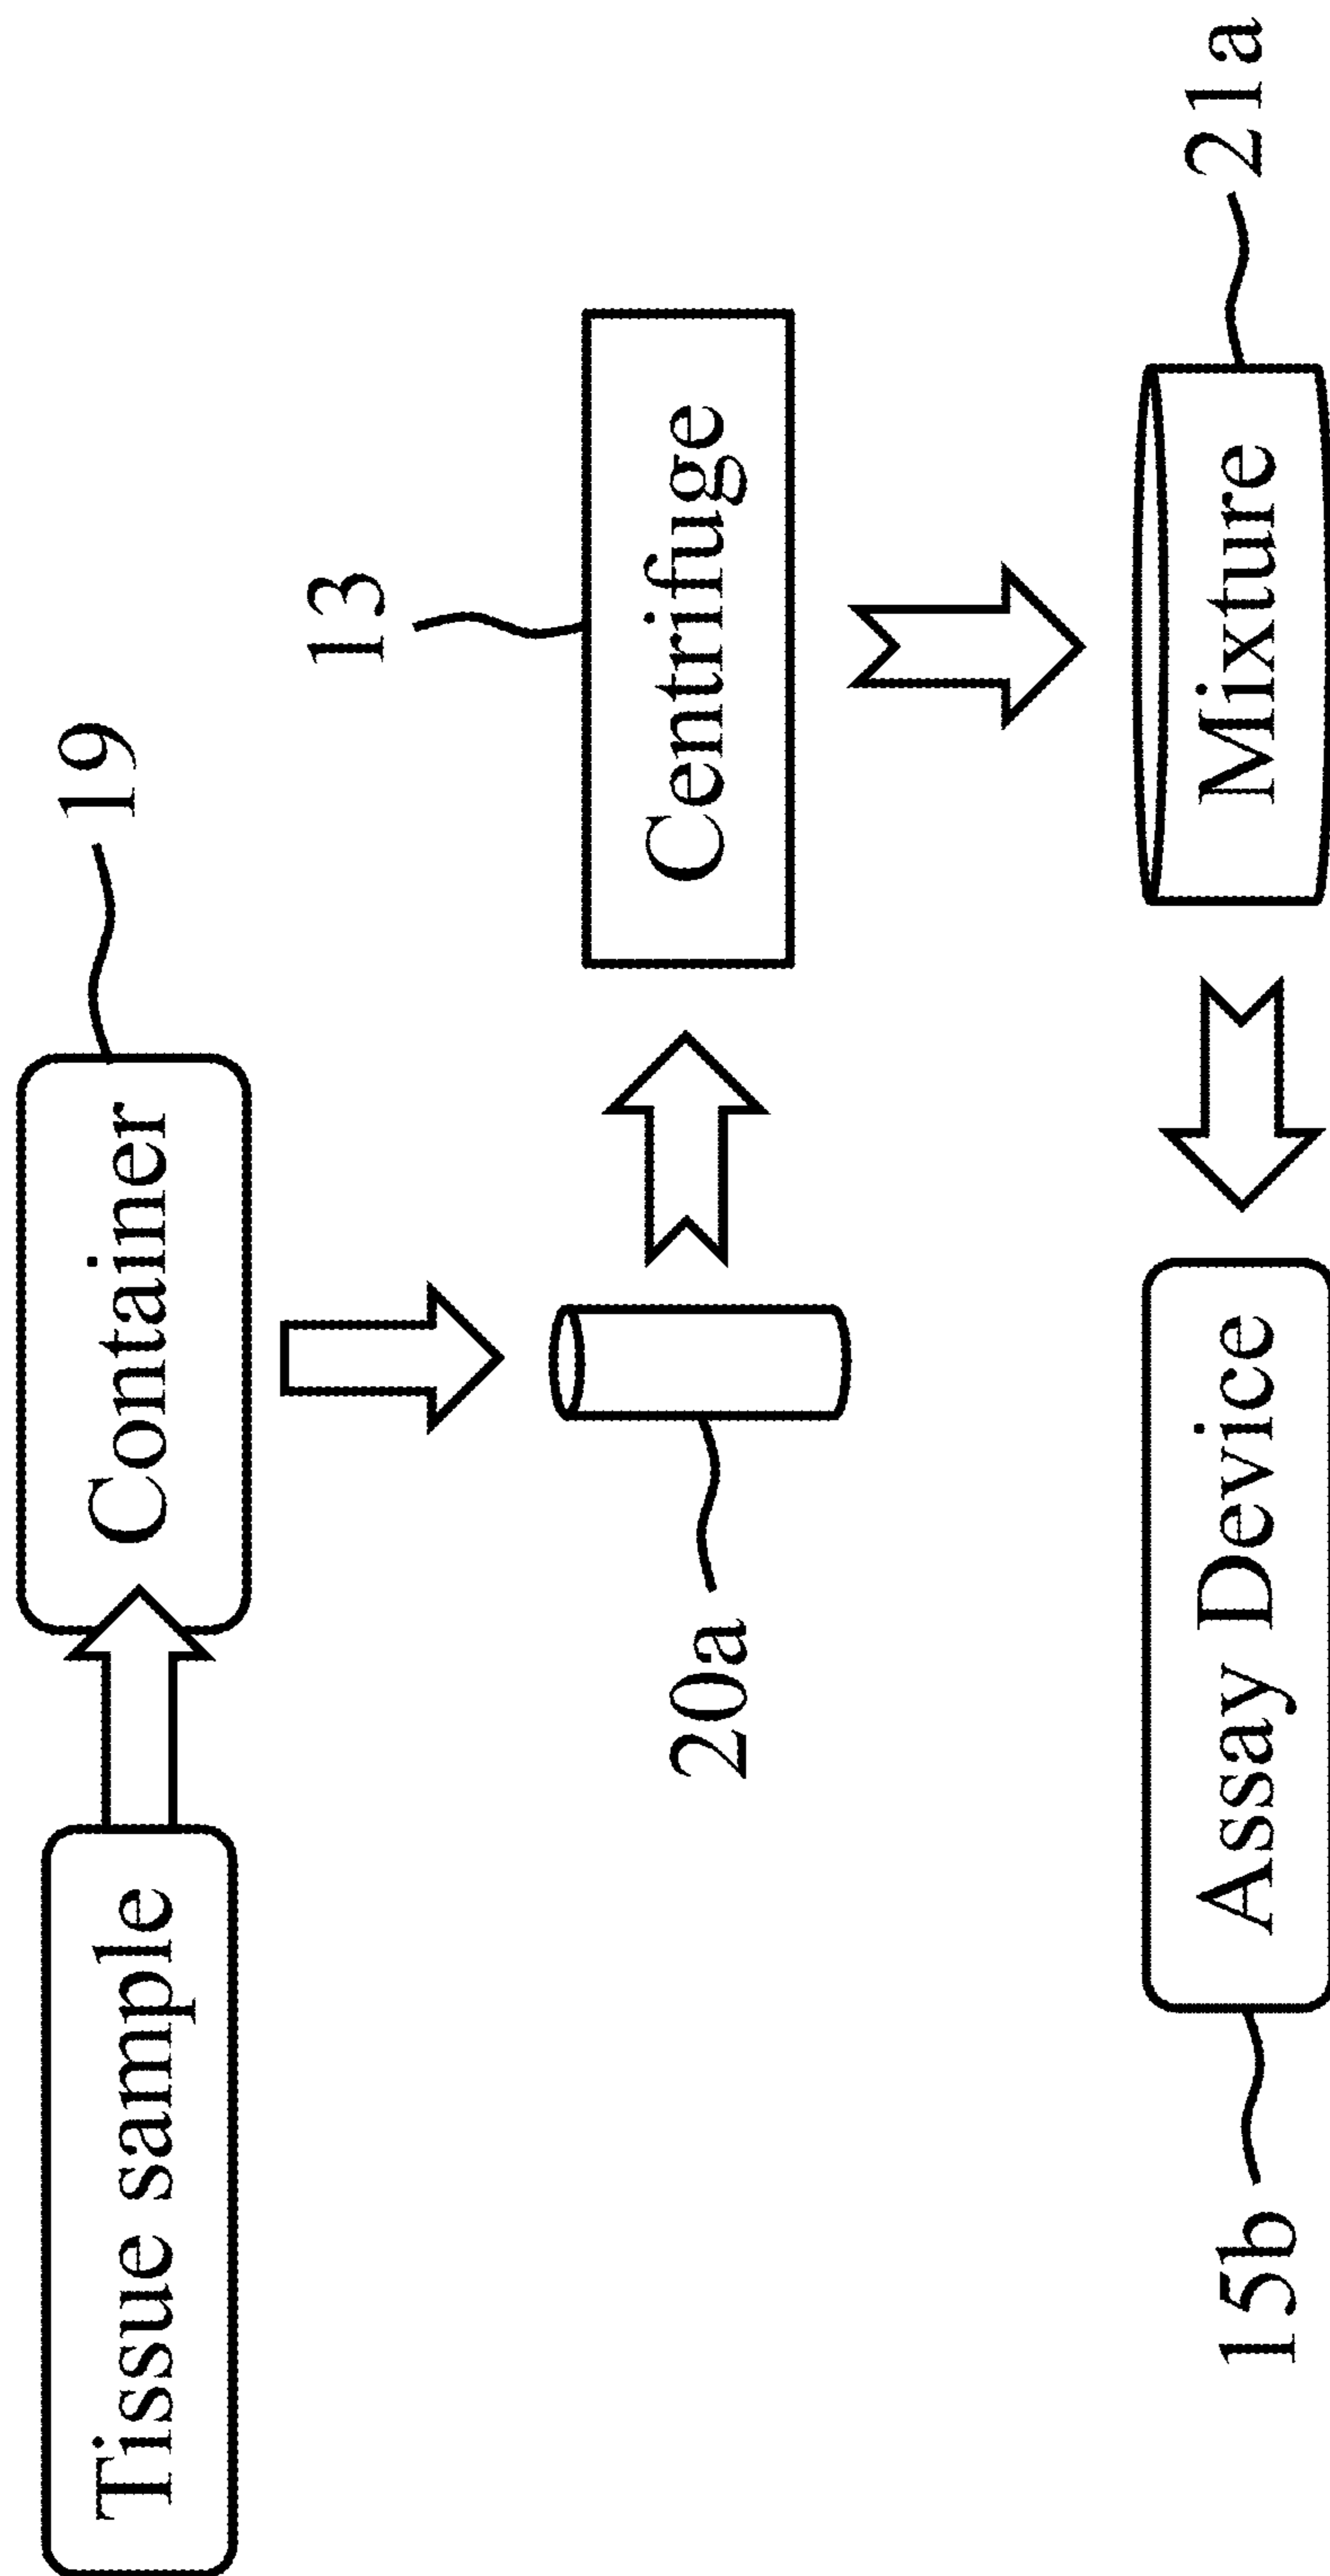 Tissue sample
Container
19
13
20a
Centrifuge
15b
Assay Device
Mixture
21a